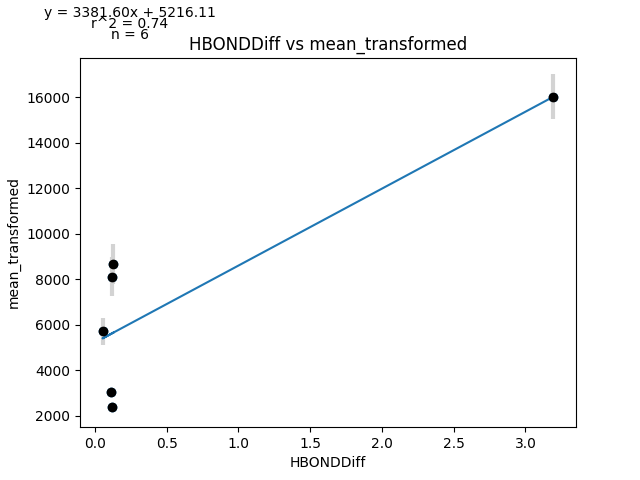 y = 3381.60x + 5216.11
r^2 = 0.74
n = 6
HBONDDiff vs mean_transformed
mean_transformed
16000
14000
12000
10000
8000
6000
4000
2000
0.0 0.5 1.0 1.5 2.0 2.5 3.0
HBONDDiff